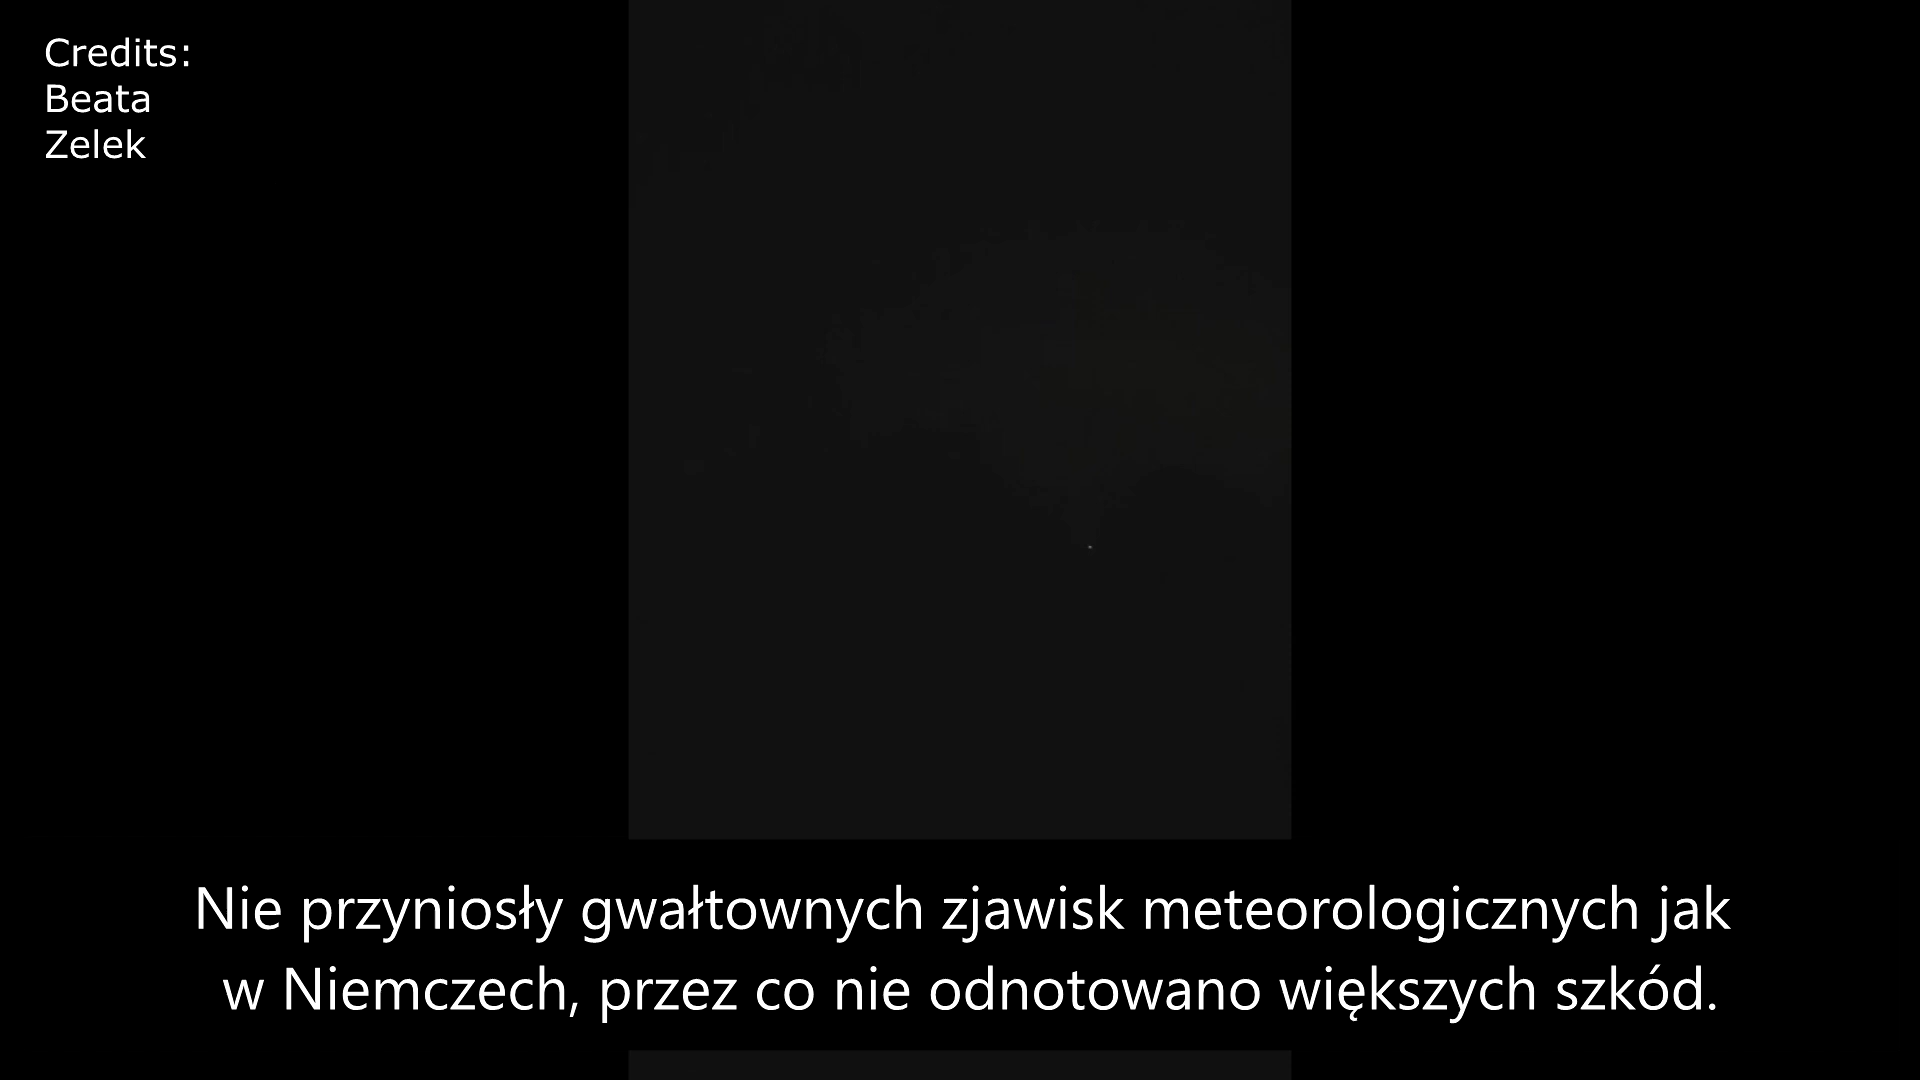 Credits:
Beata
Zelek
Nie przyniosły gwałtownych zjawisk meteorologicznych jak
w Niemczech, przez co nie odnotowano większych szkód.